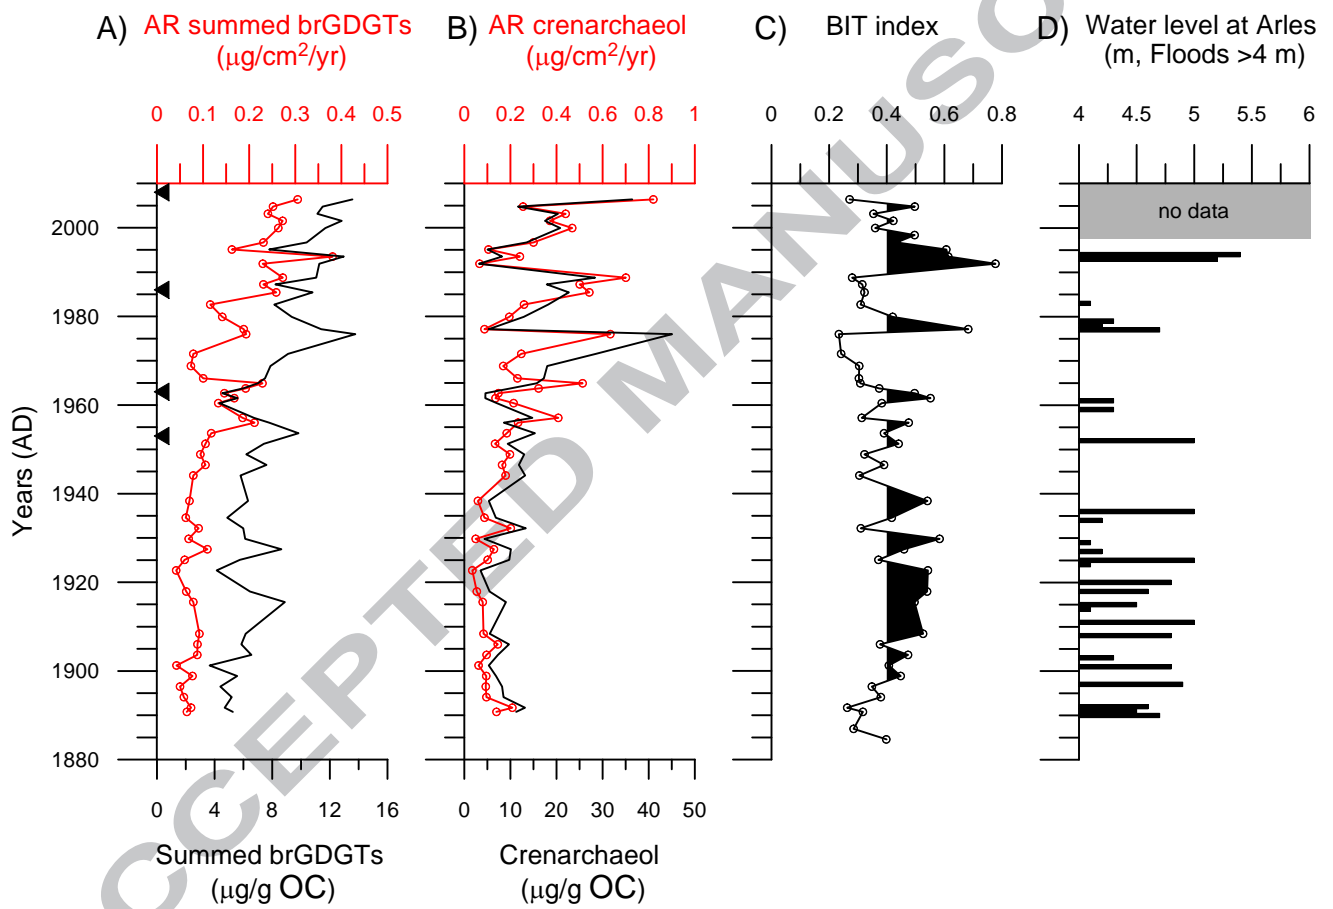 A) AR summed brGDGTs
(μg/cm2/yr)
B) AR crenarchaeol
(μg/cm2/yr)
C) BIT index
D) Water level at Arles
(m, Floods >4 m)
0 0.1 0.2 0.3 0.4 0.5
0 0.2 0.4 0.6 0.8 1
0 0.2 0.4 0.6 0.8
4 4.5 5 5.5 6
no data
Years (AD)
2000
1980
1960
1940
1920
1900
1880
0 4 8 12 16
0 10 20 30 40 50
Summed brGDGTs
(μg/g OC)
Crenarchaeol
(μg/g OC)
CCEPTED MANUSC